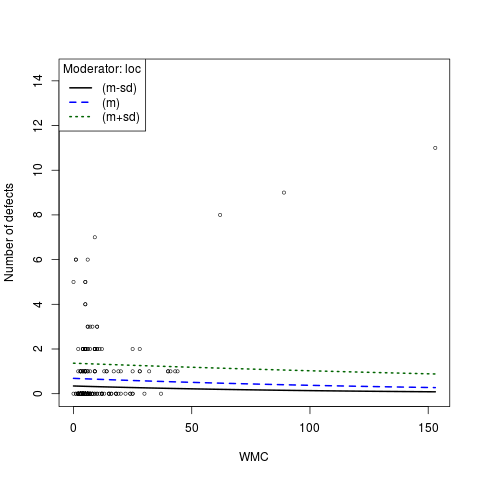 Moderator: loc
(m-sd)
(m)
(m+sd)
14
12
10
8
6
4
2
0
Number of defects
0 50 100 150
WMC